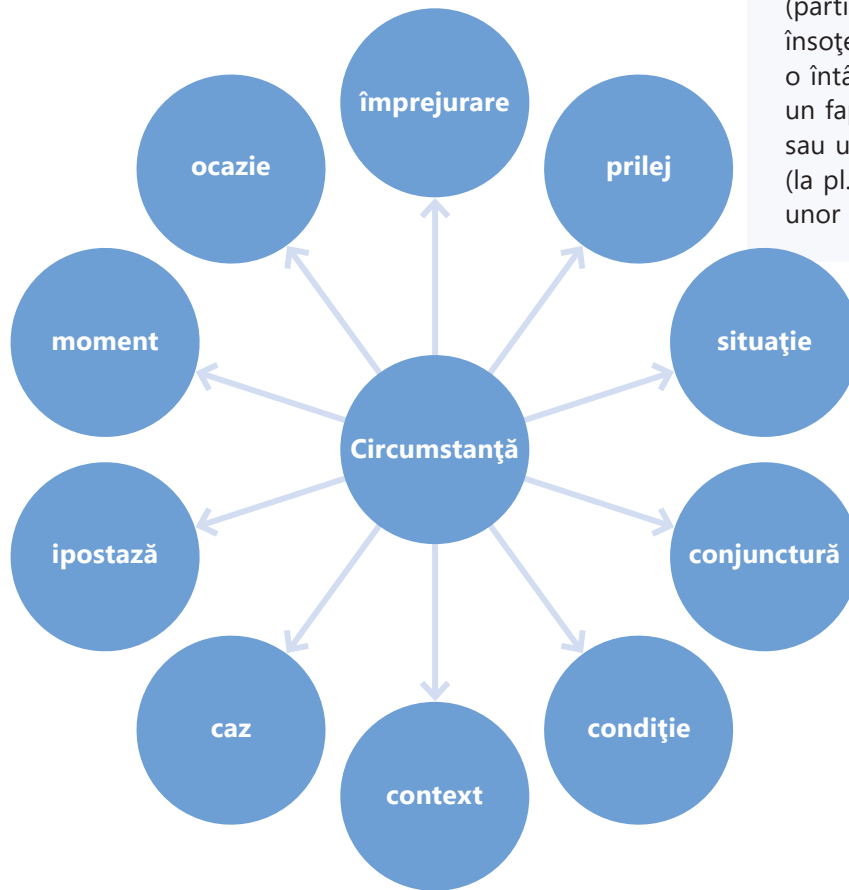 (parti
însoţe
o întâ
un fap
sau u
(la pl.
unor
împrejurare
prilej
situaţie
conjunctură
condiţie
context
caz
ipostază
moment
ocazie
Circumstanţă